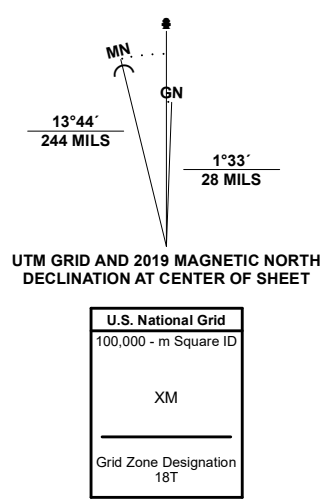 MN
GN
13°44´
244 MILS
1°33´
28 MILS
UTM GRID AND 2019 MAGNETIC NORTH
DECLINATION AT CENTER OF SHEET
U.S. National Grid
100,000 - m Square ID
XM
Grid Zone Designation
18T